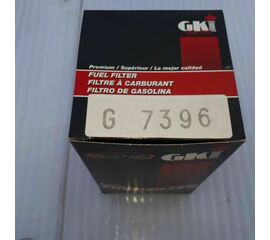 GKI
Premium / Supérieur / La mejor calidad
FUEL FILTER
FILTRE À CARBURANT
FILTRO DE GASOLINA
G 7396
GKI